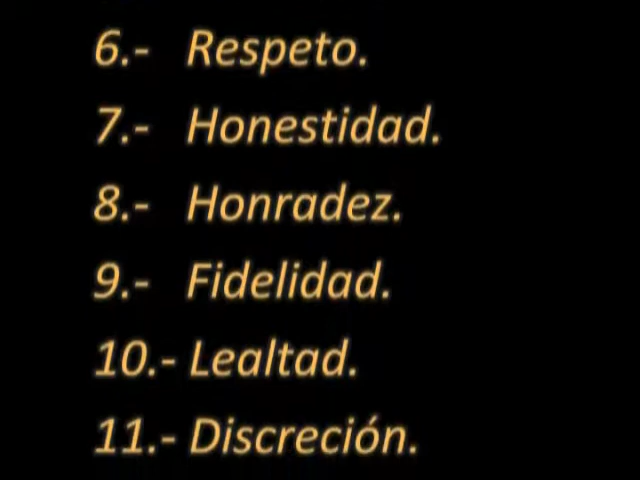 6.- Respeto.
7.- Honestidad.
8.- Honradez.
9.- Fidelidad.
10.- Lealtad.
11.- Discreción.